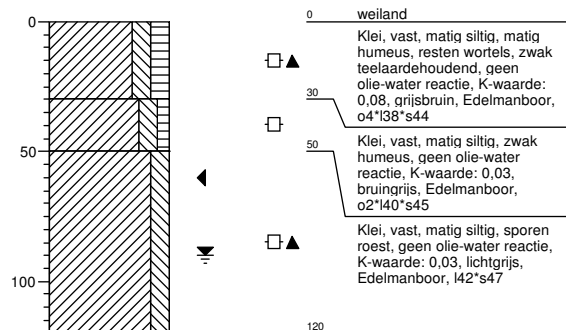 0
50
100
0 weiland
Klei, vast, matig siltig, matig
humeus, resten wortels, zwak
teelaardehoudend, geen
olie-water reactie, K-waarde:
0,08, grijsbruin, Edelmanboor,
o4*l38*s44
30
Klei, vast, matig siltig, zwak
humeus, geen olie-water
reactie, K-waarde: 0,03,
bruingrijs, Edelmanboor,
o2*l40*s45
50
Klei, vast, matig siltig, sporen
roest, geen olie-water reactie,
K-waarde: 0,03, lichtgrijs,
Edelmanboor, l42*s47
120